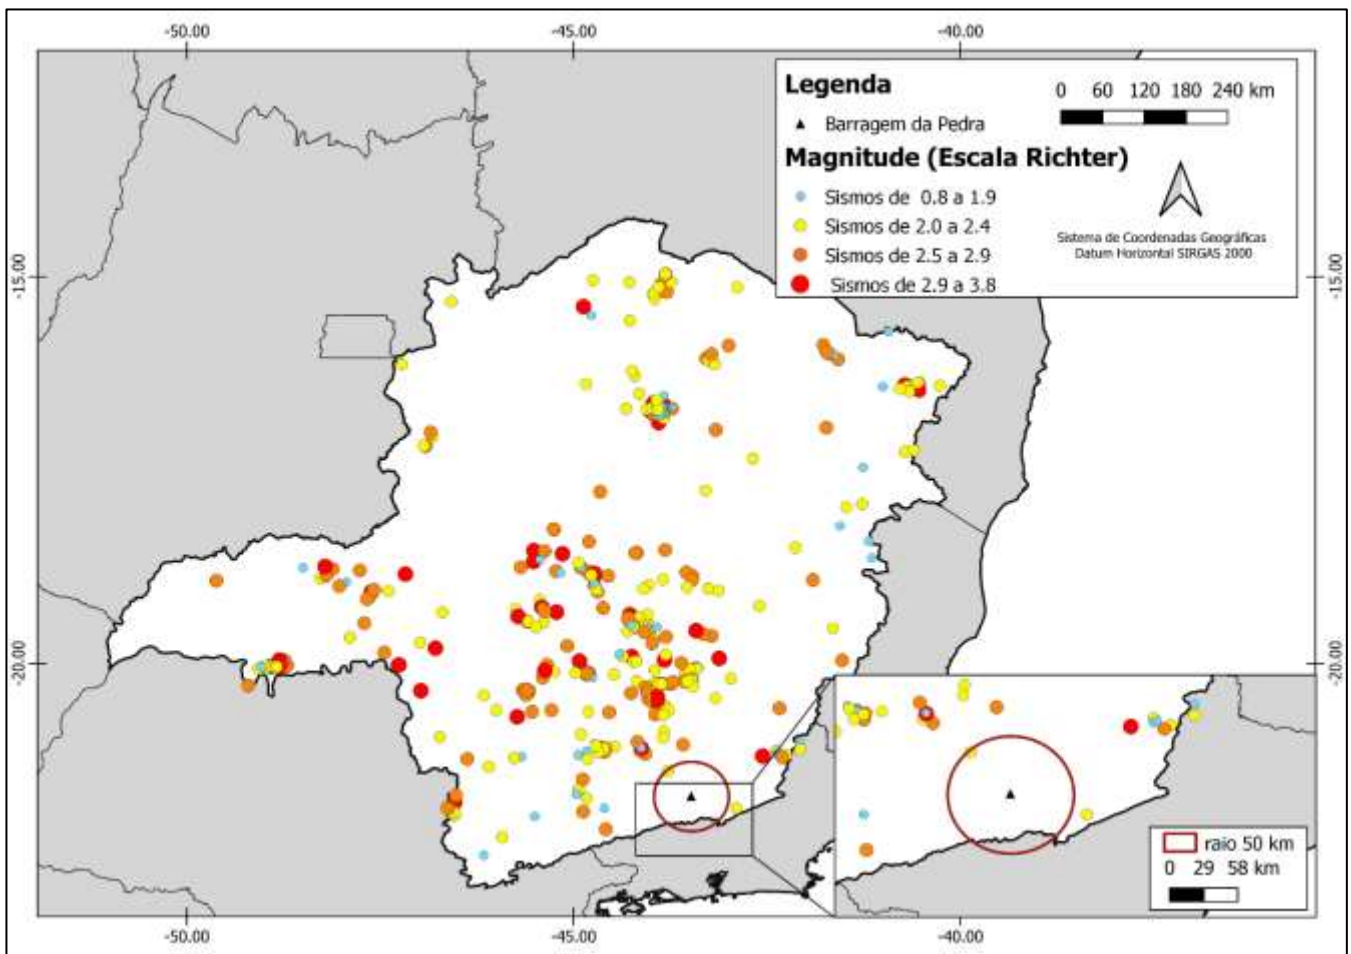 -50.00 -45.00 -40.00
Legenda
Barragem da Pedra
0 60 120 180 240 km
Magnitude (Escala Richter)
Sismos de 0.8 a 1.9
Sismos de 2.0 a 2.4
Sismos de 2.5 a 2.9
Sismos de 2.9 a 3.8
Sistema de Coordenadas Geográficas
Datum Horizontal SIRGAS 2000
-15.00
-15.00
-20.00
-20.00
raio 50 km
0 29 58 km
-50.00 -45.00 -40.00